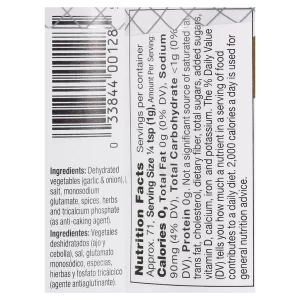 0 33844 00128
Ingredients: Dehydrated
vegetables (garlic & onion),
salt, monosodium
glutamate, spices, herbs
and tricalcium phosphate
(as anti-caking agent).
Ingredientes: Vegetales
deshidratados (ajo y
cebolla), sal, glutamato
monosódico, especias,
hierbas y fosfato tricálcico
(agente antiaglutinante).
Nutrition Facts Servings per container
Approx. 71, Serving Size ¼ tsp (1g), Amount Per Serving:
Calories 0, Total Fat 0g (0% DV), Sodium
90mg (4% DV), Total Carbohydrate <1g (0%
DV), Protein 0g. Not a significant source of saturated fat,
trans fat, cholesterol, dietary fiber, total sugars, added sugars,
vitamin D, calcium, iron and potassium. The % Daily Value
(DV) tells you how much a nutrient in a serving of food
contributes to a daily diet. 2,000 calories a day is used for
general nutrition advice.